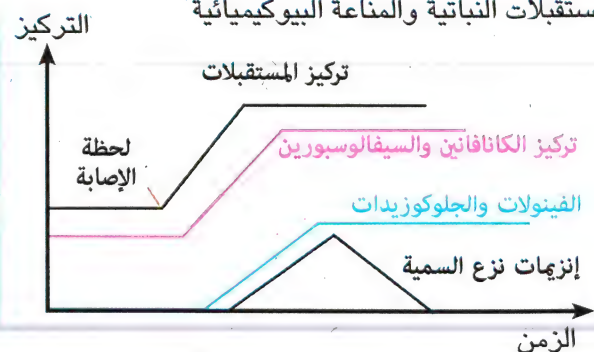 ستقبلات النباتية والمناعة البيوكيميائية
التركيز
تركيز المستقبلات
لحظة
الإصابة
تركيز الكانافانين والسيفالوسبورين
الفينولات والجلوكوزيدات
إنزيمات نزع السمية
الزمن